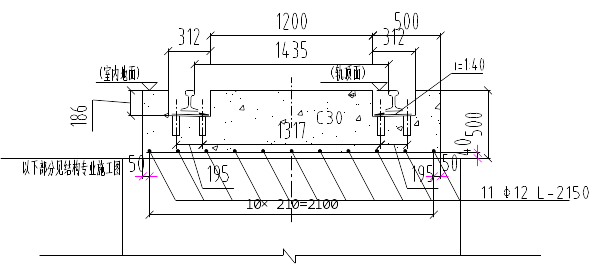 1200
500
312
312
1435
(室内地面)
(轨顶面)
i=1:40
186
C30
1317
500
40
以下部分见结构专业施工图
50
195
195
50
11 Φ12 L-2150
10× 210=2100